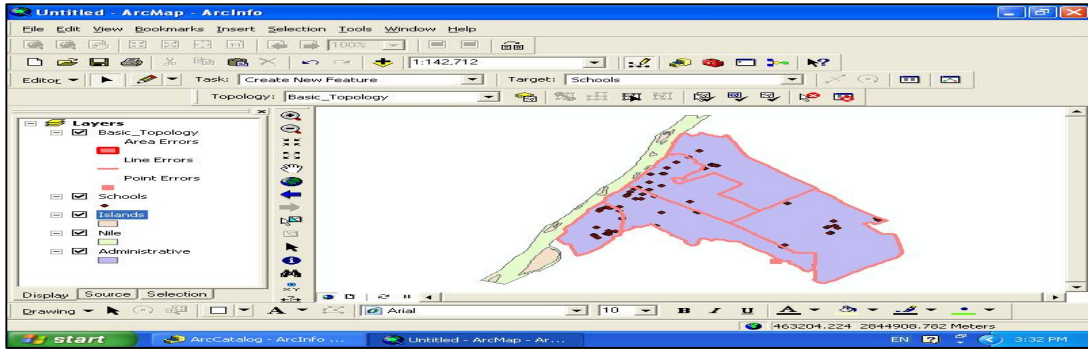 Untitled - ArcMap - ArcInfo
File Edit View Bookmarks Insert Selection Tools Window Help
100%
1:142,712
Editor Task: Create New Feature Target: Schools
Topology: Basic_Topology
Layers
Basic_Topology
Area Errors
Line Errors
Point Errors
Schools
Islands
Nile
Administrative
Display Source Selection
Drawing A Arial 10 B I U A
463204.224 2844908.782 Meters
start ArcCatalog - ArcInfo ... Untitled - ArcMap - Ar... EN 3:32 PM